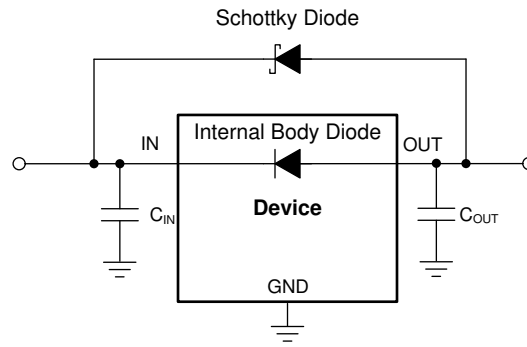 Schottky Diode
Internal Body Diode
IN
OUT
Device
C_IN
C_OUT
GND